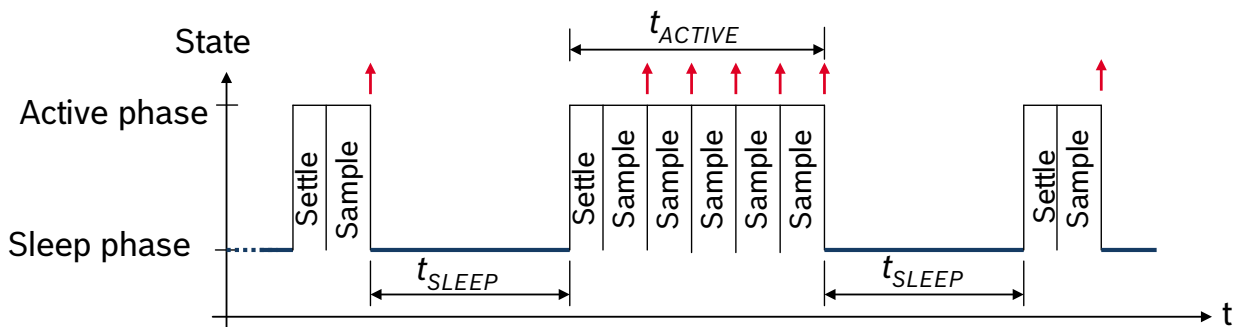 t_ACTIVE
State
Active phase
Settle
Sample
Settle
Sample
Sample
Sample
Sample
Sample
Settle
Sample
Sleep phase
t_SLEEP
t_SLEEP
t